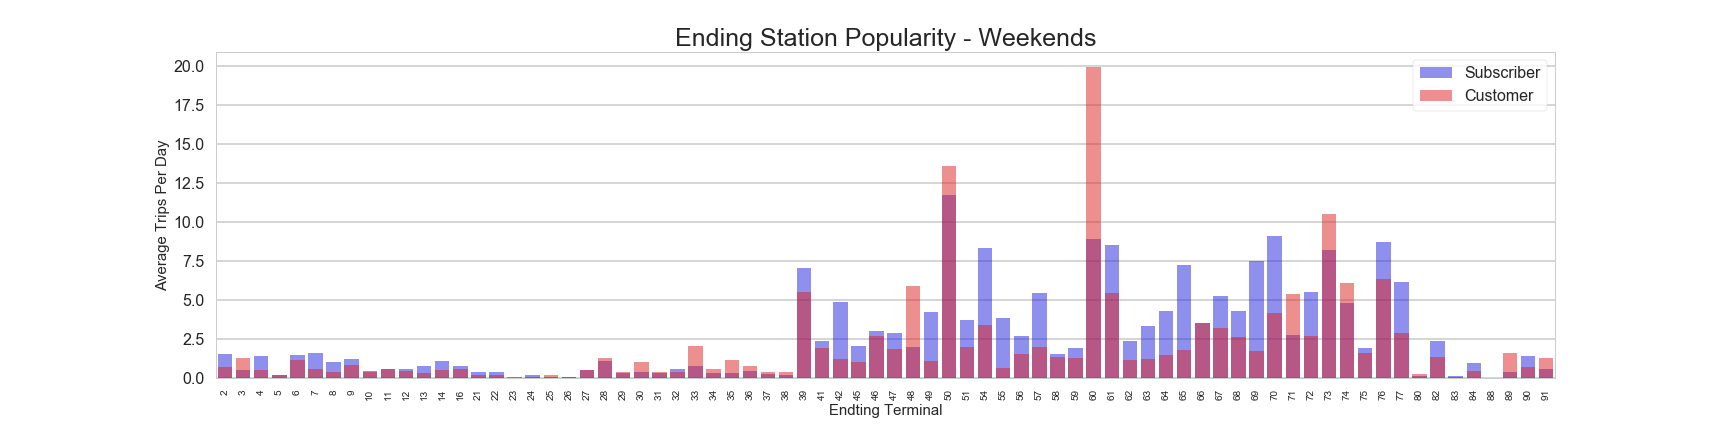 Ending Station Popularity - Weekends
20.0
17.5
15.0
12.5
10.0
7.5
5.0
2.5
0.0
Average Trips Per Day
Subscriber
Customer
2 3 4 5 6 7 8 9 10 11 12 13 14 16 21 22 23 24 25 26 27 28 29 30 31 32 33 34 35 36 37 38 39 41 42 45 46 47 48 49 50 51 54 55 56 57 58 59 60 61 62 63 64 65 66 67 68 69 70 71 72 73 74 75 76 77 80 82 83 84 88 89 90 91
Endting Terminal